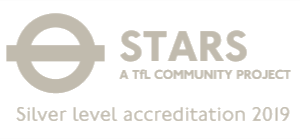 STARS
A TfL COMMUNITY PROJECT
Silver level accreditation 2019